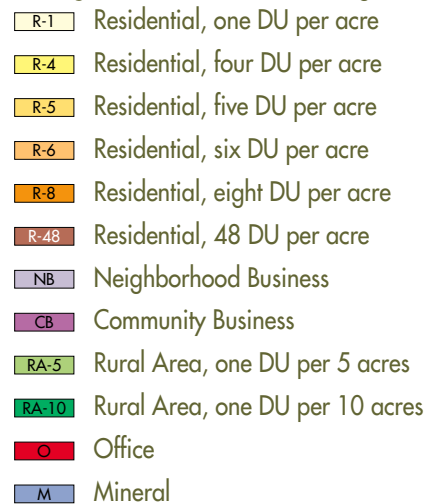 R-1 Residential, one DU per acre
R-4 Residential, four DU per acre
R-5 Residential, five DU per acre
R-6 Residential, six DU per acre
R-8 Residential, eight DU per acre
R-48 Residential, 48 DU per acre
NB Neighborhood Business
CB Community Business
RA-5 Rural Area, one DU per 5 acres
RA-10 Rural Area, one DU per 10 acres
O Office
M Mineral